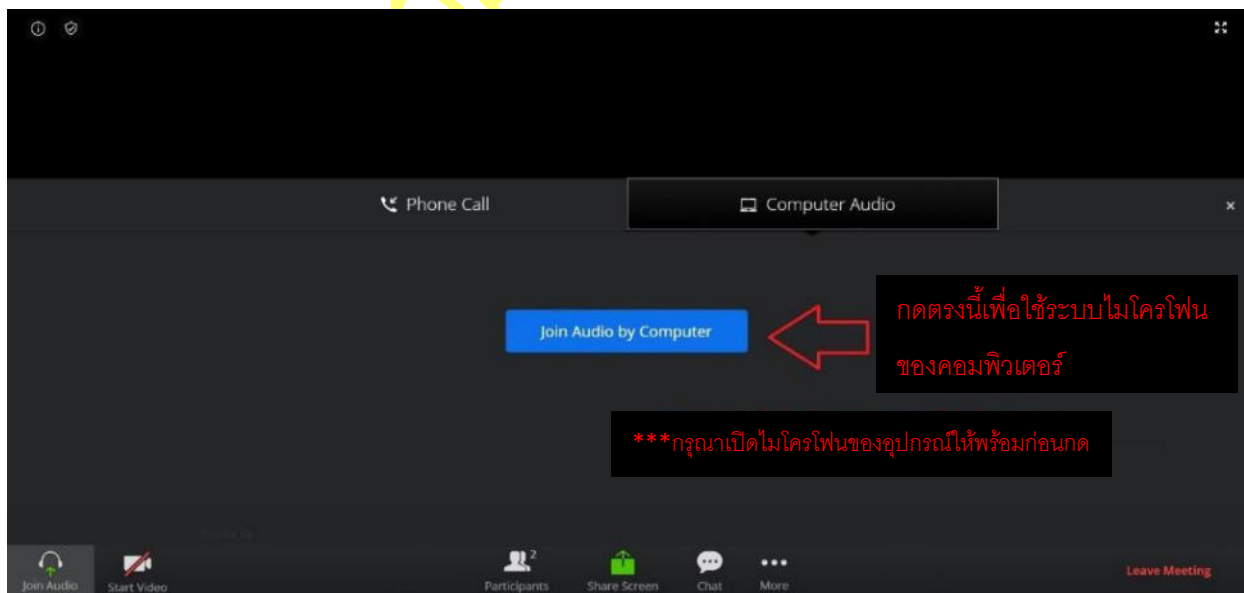 Phone Call
Computer Audio
กดตรงนี้เพื่อใช้ระบบไมโครโฟน
ของคอมพิวเตอร์
Join Audio by Computer
***กรุณาเปิดไมโครโฟนของอุปกรณ์ให้พร้อมก่อนกด
Join Audio
Start Video
2
Participants
Share Screen
Chat
More
Leave Meeting